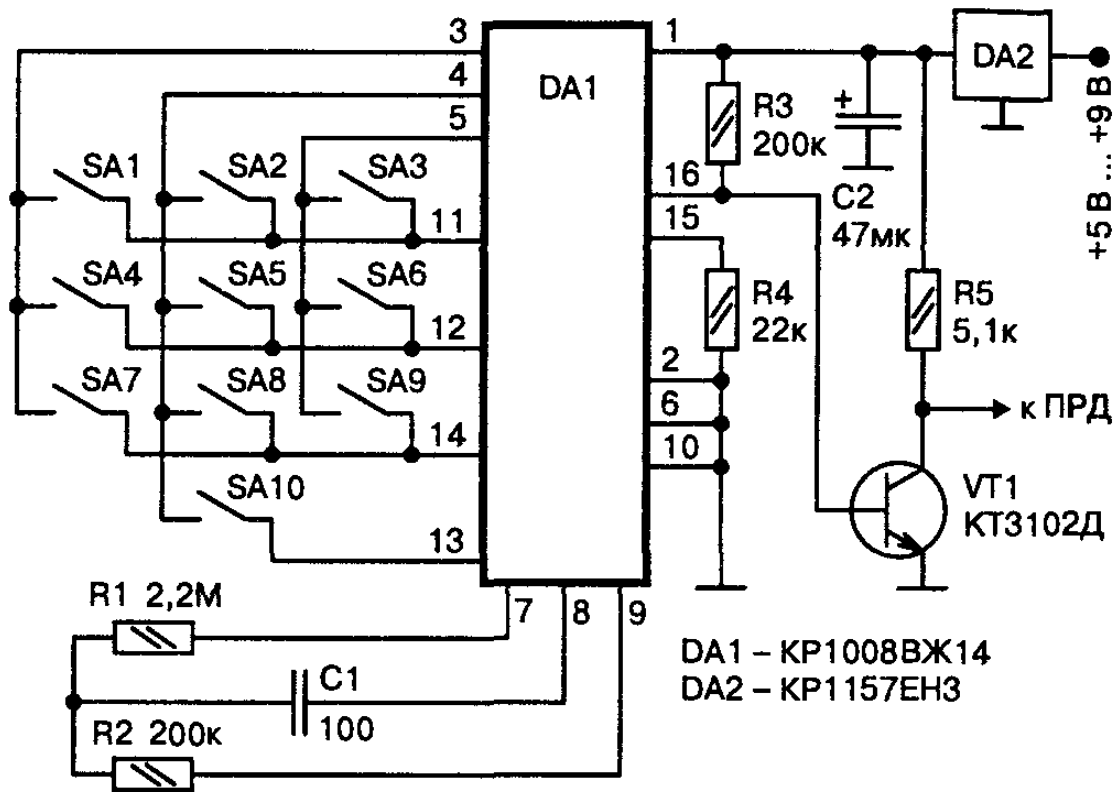 3
1
4
DA1
DA2
5
+
R3
200к
SA1
SA2
SA3
+5 В ... +9 В
16
C2
47мк
11
15
SA4
SA5
SA6
R4
22к
R5
5,1к
12
2
SA7
SA8
SA9
6
к ПРД
14
10
SA10
VT1
КТ3102Д
13
R1 2,2М
7
8
9
C1
100
R2 200к
DA1 – КР1008ВЖ14
DA2 – КР1157ЕН3